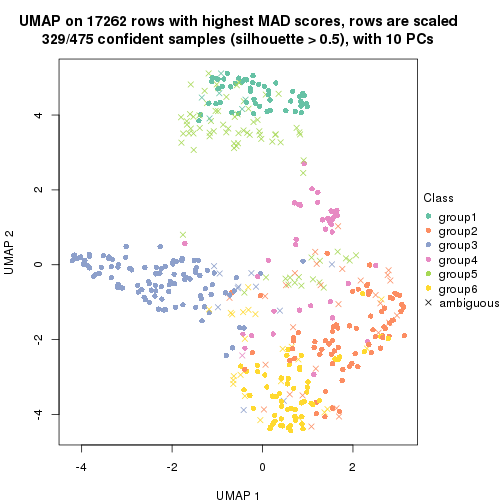 UMAP on 17262 rows with highest MAD scores, rows are scaled
329/475 confident samples (silhouette > 0.5), with 10 PCs
UMAP 2
4
2
0
-2
-4
-4
-2
0
2
UMAP 1
Class
group1
group2
group3
group4
group5
group6
ambiguous